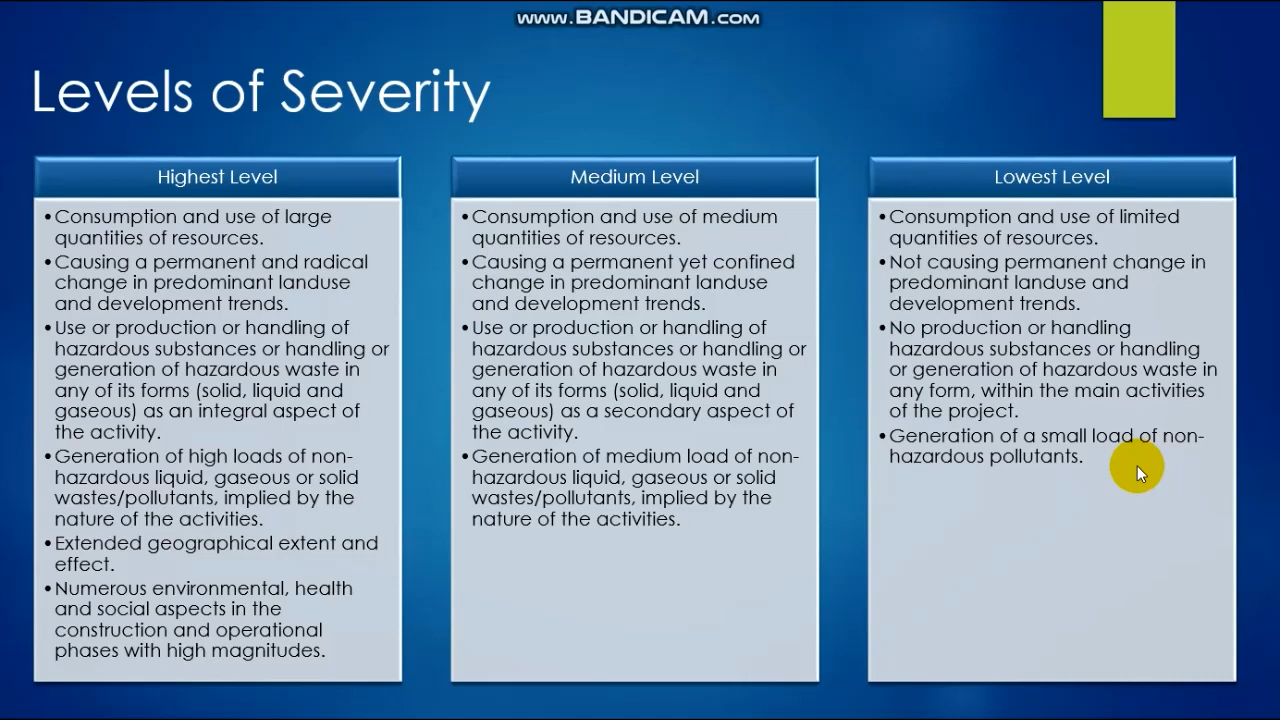 www.BANDICAM.com
Levels of Severity
Highest Level
•Consumption and use of large
quantities of resources.
•Causing a permanent and radical
change in predominant landuse
and development trends.
•Use or production or handling of
hazardous substances or handling or
generation of hazardous waste in
any of its forms (solid, liquid and
gaseous) as an integral aspect of
the activity.
•Generation of high loads of non-
hazardous liquid, gaseous or solid
wastes/pollutants, implied by the
nature of the activities.
•Extended geographical extent and
effect.
•Numerous environmental, health
and social aspects in the
construction and operational
phases with high magnitudes.
Medium Level
•Consumption and use of medium
quantities of resources.
•Causing a permanent yet confined
change in predominant landuse
and development trends.
•Use or production or handling of
hazardous substances or handling or
generation of hazardous waste in
any of its forms (solid, liquid and
gaseous) as a secondary aspect of
the activity.
•Generation of medium load of non-
hazardous liquid, gaseous or solid
wastes/pollutants, implied by the
nature of the activities.
Lowest Level
•Consumption and use of limited
quantities of resources.
•Not causing permanent change in
predominant landuse and
development trends.
•No production or handling
hazardous substances or handling
or generation of hazardous waste in
any form, within the main activities
of the project.
•Generation of a small load of non-
hazardous pollutants.